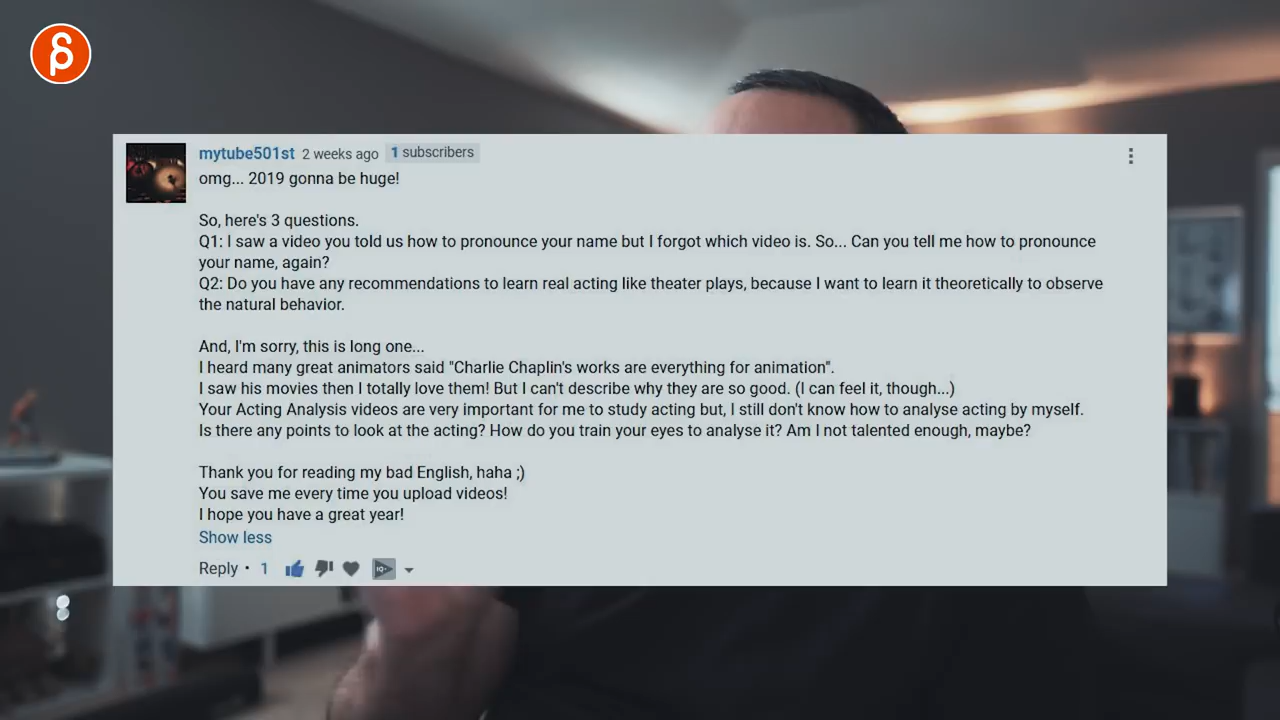 mytube501st 2 weeks ago 1 subscribers
omg... 2019 gonna be huge!
So, here's 3 questions.
Q1: I saw a video you told us how to pronounce your name but I forgot which video is. So... Can you tell me how to pronounce
your name, again?
Q2: Do you have any recommendations to learn real acting like theater plays, because I want to learn it theoretically to observe
the natural behavior.
And, I'm sorry, this is long one...
I heard many great animators said "Charlie Chaplin's works are everything for animation".
I saw his movies then I totally love them! But I can't describe why they are so good. (I can feel it, though...)
Your Acting Analysis videos are very important for me to study acting but, I still don't know how to analyse acting by myself.
Is there any points to look at the acting? How do you train your eyes to analyse it? Am I not talented enough, maybe?
Thank you for reading my bad English, haha ;)
You save me every time you upload videos!
I hope you have a great year!
Show less
Reply • 1